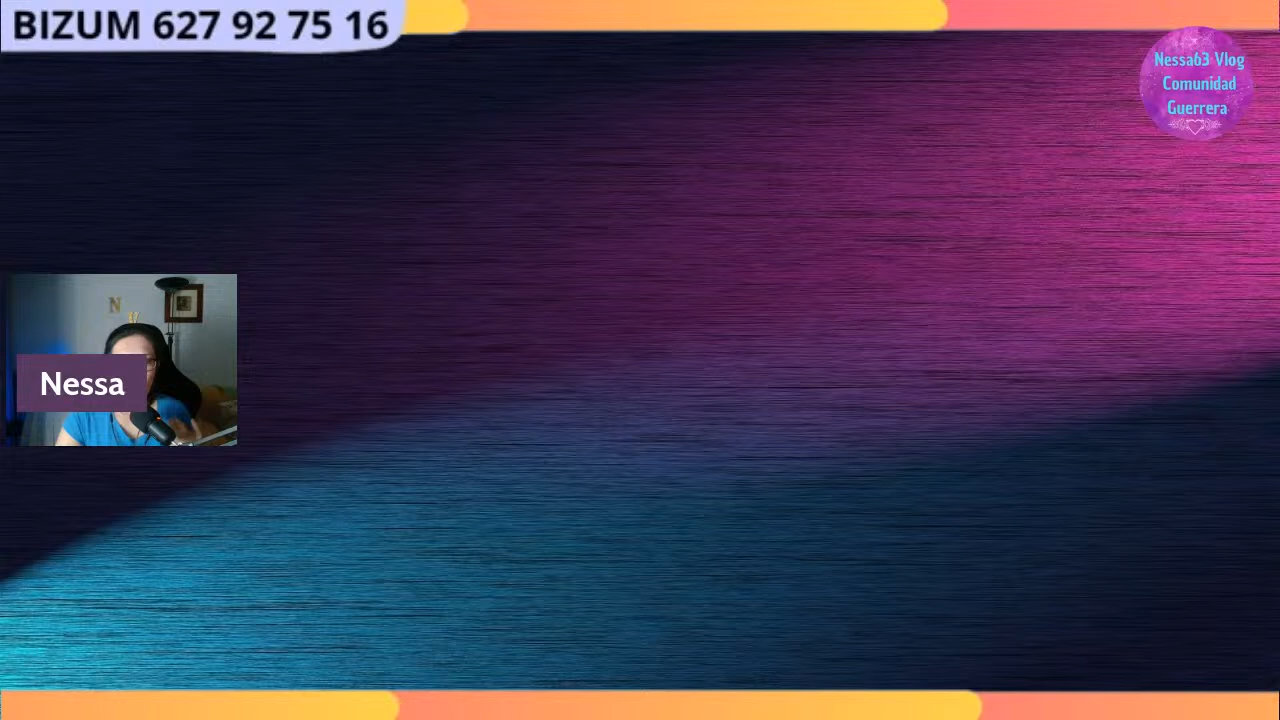 BIZUM 627 92 75 16
Nessa63 Vlog
Comunidad
Guerrera
N
Nessa